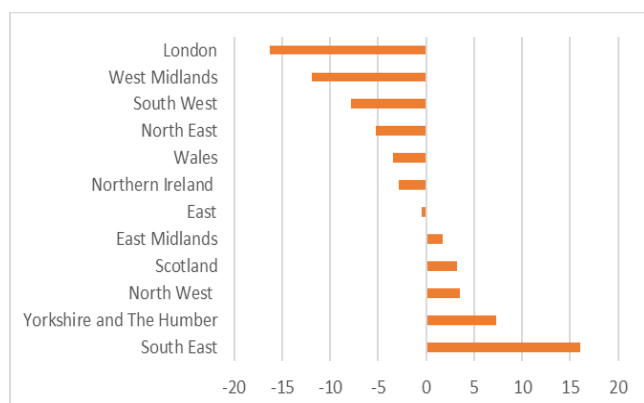 London
West Midlands
South West
North East
Wales
Northern Ireland
East
East Midlands
Scotland
North West
Yorkshire and The Humber
South East
-20 -15 -10 -5 0 5 10 15 20